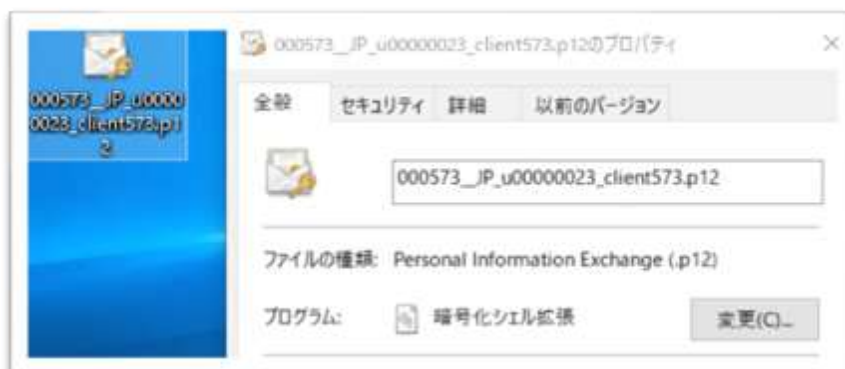 000573__JP_u0000
0023_client573.p1
2
000573__JP_u00000023_client573.p12のプロパティ
全般 セキュリティ 詳細 以前のバージョン
000573__JP_u00000023_client573.p12
ファイルの種類: Personal Information Exchange (.p12)
プログラム: 暗号化シェル拡張 変更(C)...